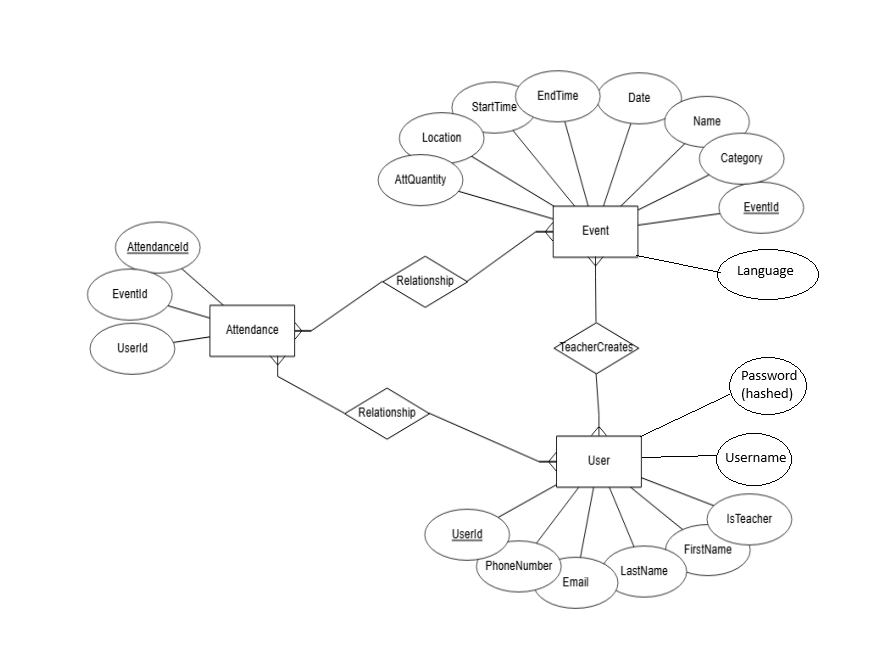 EndTime
Date
StartTime
Name
Location
Category
AttQuantity
EventId
Event
AttendanceId
Language
Relationship
EventId
Attendance
UserId
TeacherCreates
Password
(hashed)
Relationship
Username
User
IsTeacher
UserId
FirstName
PhoneNumber
LastName
Email